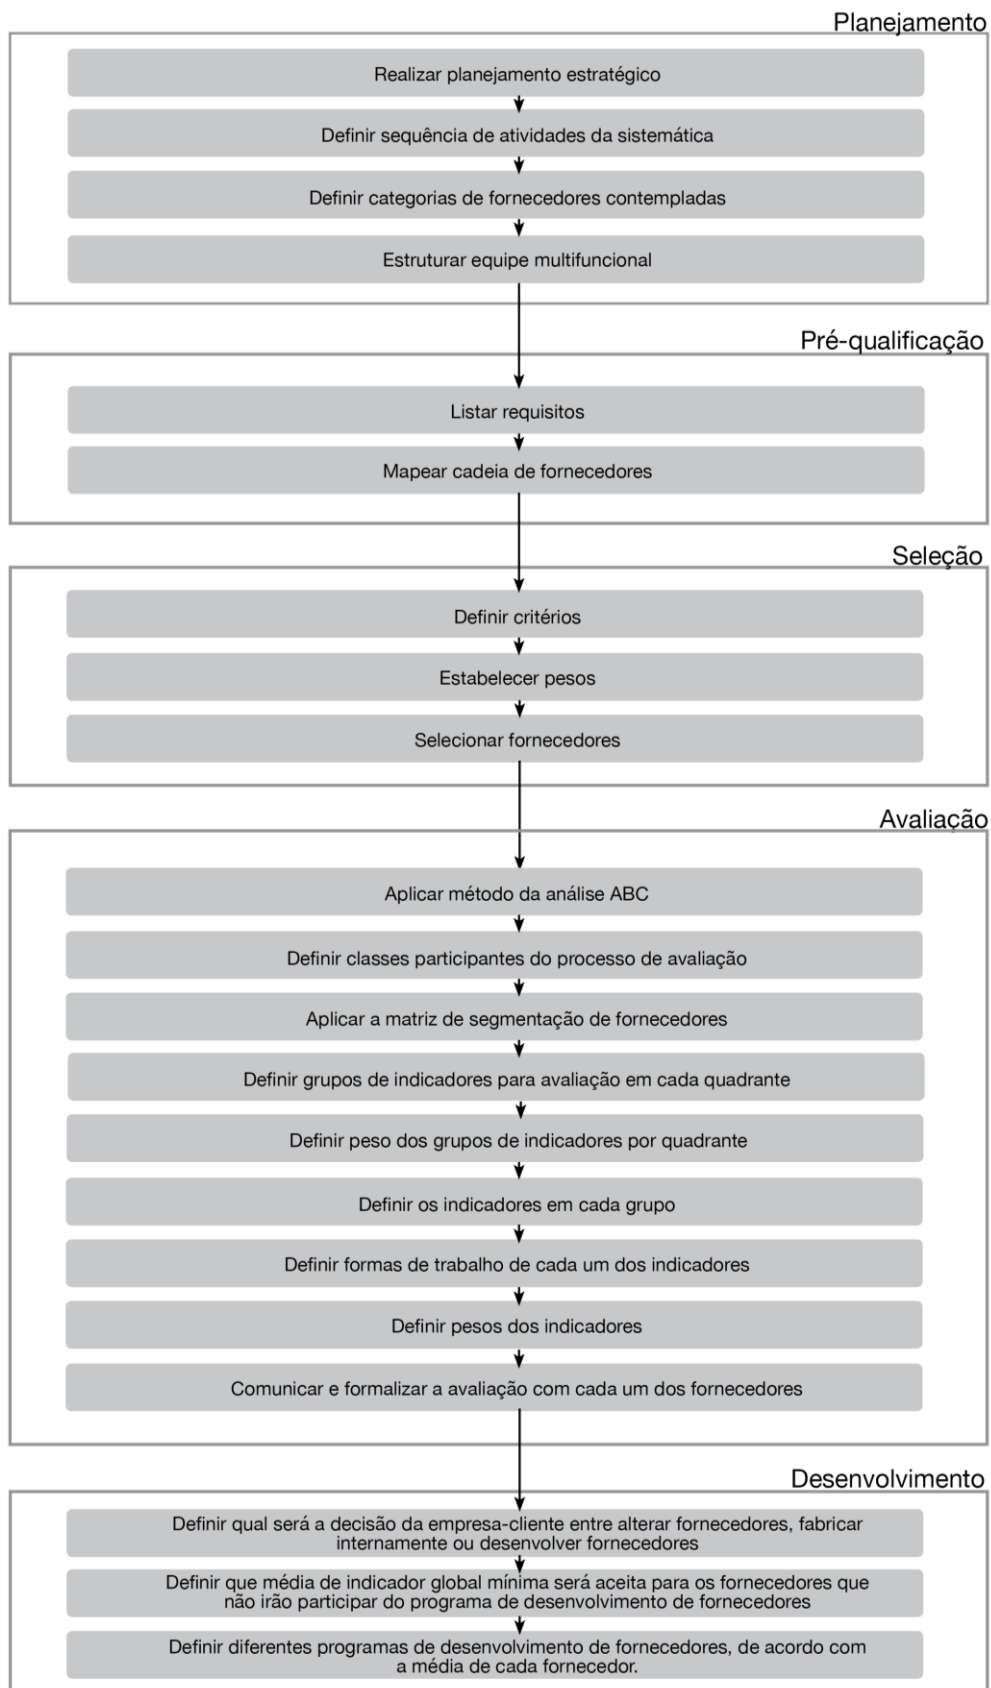 Planejamento
Realizar planejamento estratégico
Definir sequência de atividades da sistemática
Definir categorias de fornecedores contempladas
Estruturar equipe multifuncional
Pré-qualificação
Listar requisitos
Mapear cadeia de fornecedores
Seleção
Definir critérios
Estabelecer pesos
Selecionar fornecedores
Avaliação
Aplicar método da análise ABC
Definir classes participantes do processo de avaliação
Aplicar a matriz de segmentação de fornecedores
Definir grupos de indicadores para avaliação em cada quadrante
Definir peso dos grupos de indicadores por quadrante
Definir os indicadores em cada grupo
Definir formas de trabalho de cada um dos indicadores
Definir pesos dos indicadores
Comunicar e formalizar a avaliação com cada um dos fornecedores
Desenvolvimento
Definir qual será a decisão da empresa-cliente entre alterar fornecedores, fabricar
internamente ou desenvolver fornecedores
Definir que média de indicador global mínima será aceita para os fornecedores que
não irão participar do programa de desenvolvimento de fornecedores
Definir diferentes programas de desenvolvimento de fornecedores, de acordo com
a média de cada fornecedor.